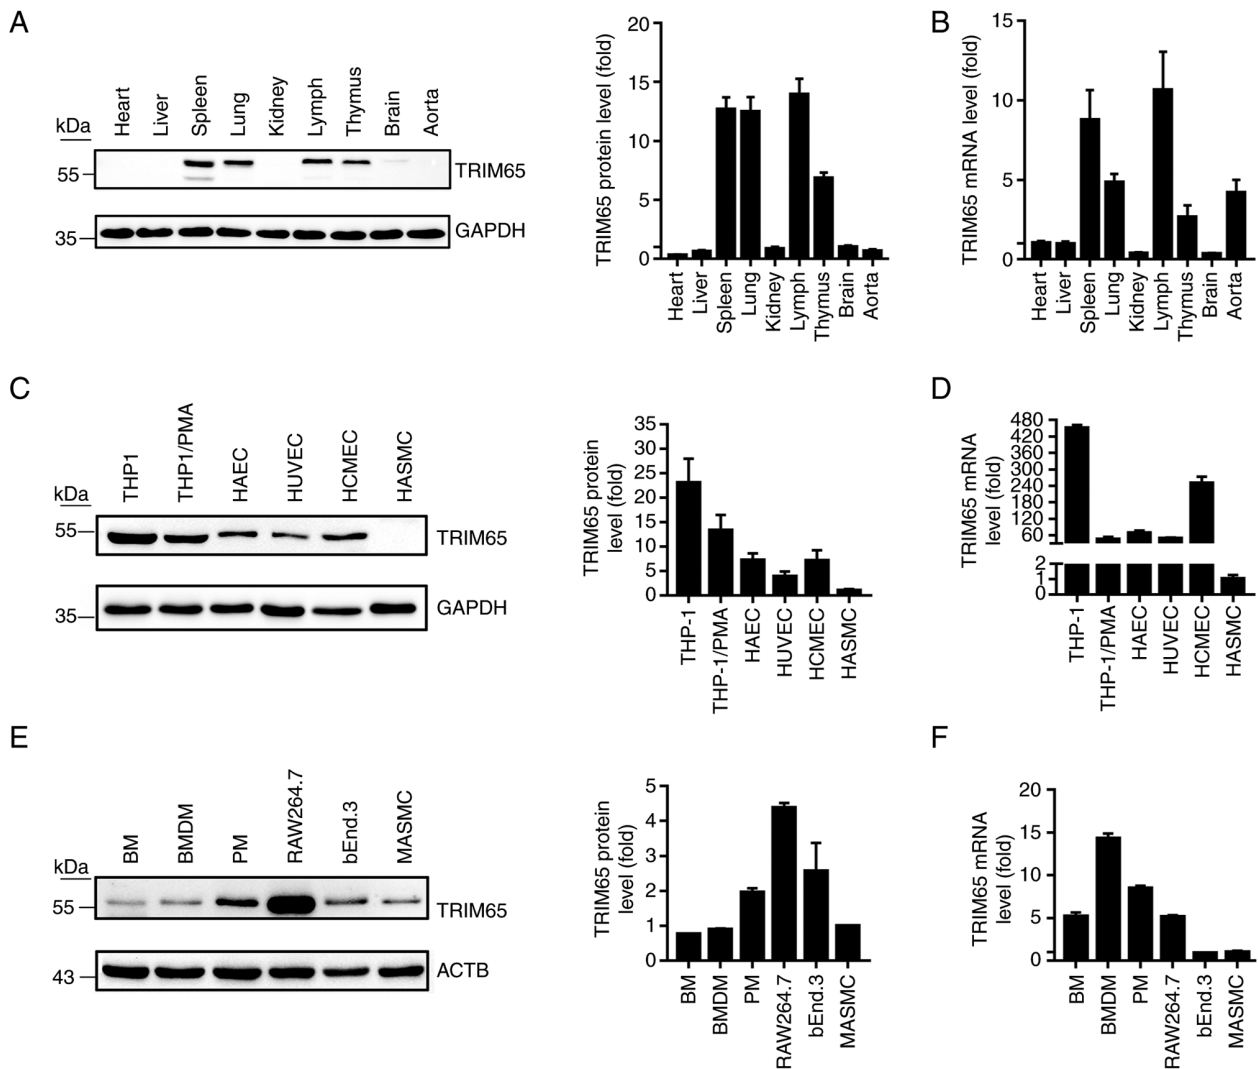 A
kDa
Heart
Liver
Spleen
Lung
Kidney
Lymph
Thymus
Brain
Aorta
55
TRIM65
35
GAPDH
TRIM65 protein level (fold)
20
15
10
5
0
Heart
Liver
Spleen
Lung
Kidney
Lymph
Thymus
Brain
Aorta
B
TRIM65 mRNA level (fold)
15
10
5
0
Heart
Liver
Spleen
Lung
Kidney
Lymph
Thymus
Brain
Aorta
C
kDa
THP1
THP1/PMA
HAEC
HUVEC
HCMEC
HASMC
55
TRIM65
35
GAPDH
TRIM65 protein
level (fold)
35
30
25
20
15
10
5
0
THP-1
THP-1/PMA
HAEC
HUVEC
HCMEC
HASMC
D
TRIM65 mRNA
level (fold)
480
420
360
300
240
180
120
60
2
1
0
THP-1
THP-1/PMA
HAEC
HUVEC
HCMEC
HASMC
E
kDa
BM
BMDM
PM
RAW264.7
bEnd.3
MASMC
55
TRIM65
43
ACTB
TRIM65 protein
level (fold)
5
4
3
2
1
0
BM
BMDM
PM
RAW264.7
bEnd.3
MASMC
F
TRIM65 mRNA
level (fold)
20
15
10
5
0
BM
BMDM
PM
RAW264.7
bEnd.3
MASMC